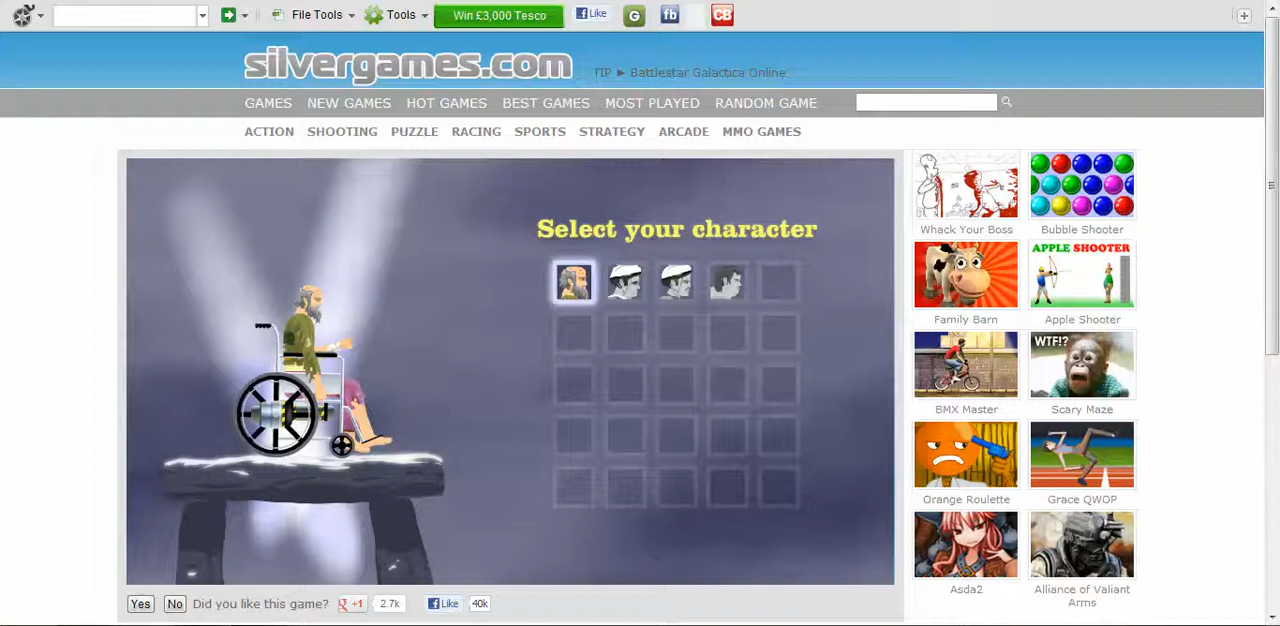 File Tools
Tools
Win £3,000 Tesco
Like
G
fb
CB
silvergames.com
TIP ► Battlestar Galactica Online
GAMES NEW GAMES HOT GAMES BEST GAMES MOST PLAYED RANDOM GAME
ACTION SHOOTING PUZZLE RACING SPORTS STRATEGY ARCADE MMO GAMES
Select your character
Whack Your Boss
Bubble Shooter
APPLE SHOOTER
Family Barn
Apple Shooter
WTF!?
BMX Master
Scary Maze
Orange Roulette
Grace QWOP
Asda2
Alliance of Valiant
Arms
Yes No Did you like this game? g +1 2.7k Like 40k